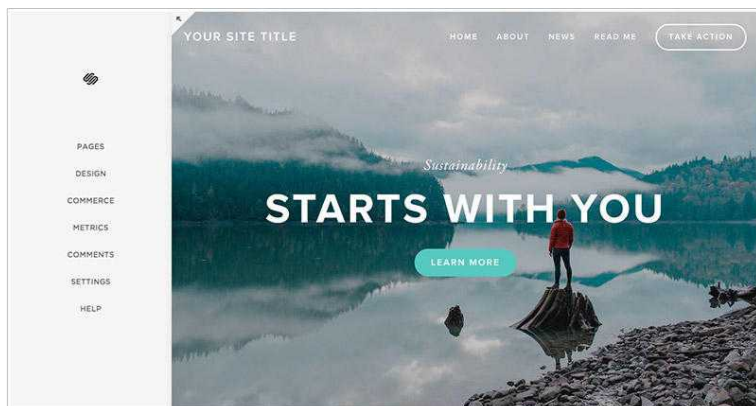 PAGES
DESIGN
COMMERCE
METRICS
COMMENTS
SETTINGS
HELP
YOUR SITE TITLE
HOME ABOUT NEWS READ ME TAKE ACTION
Sustainability
STARTS WITH YOU
LEARN MORE